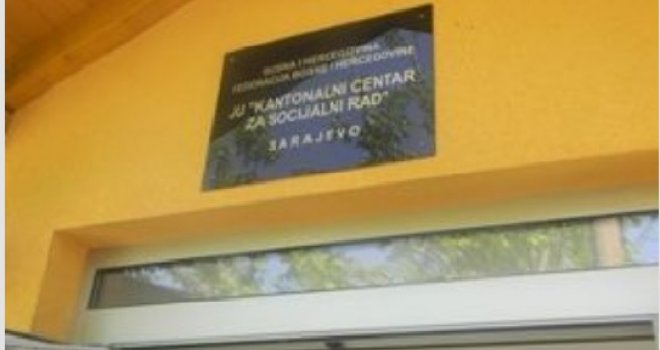 BOSNA I HERCEGOVINA
FEDERACIJA BOSNE I HERCEGOVINE
JU "KANTONALNI CENTAR
ZA SOCIJALNI RAD"
SARAJEVO